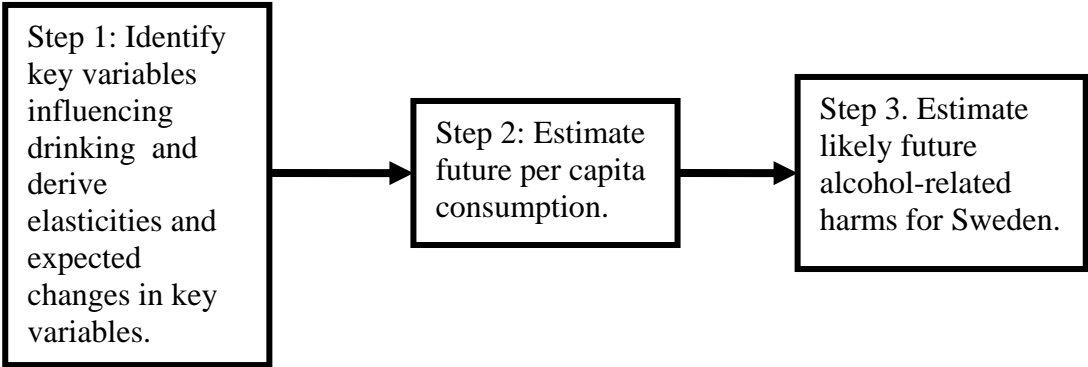 Step 1: Identify
key variables
influencing
drinking and
derive
elasticities and
expected
changes in key
variables.
Step 2: Estimate
future per capita
consumption.
Step 3. Estimate
likely future
alcohol-related
harms for Sweden.